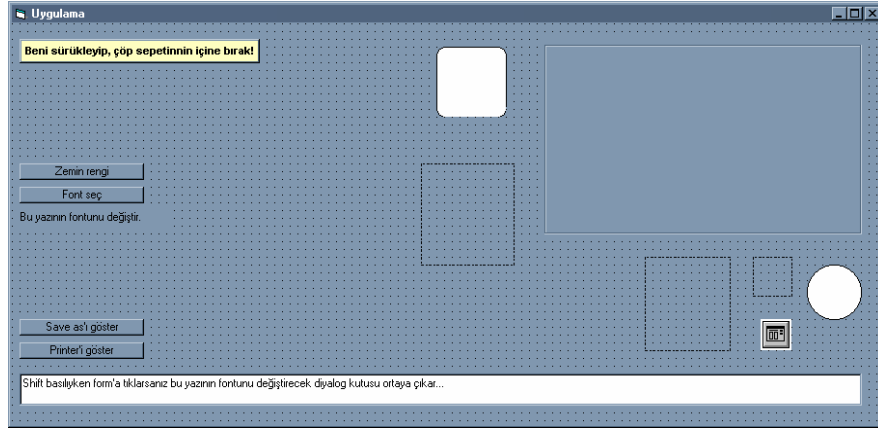 Uygulama
Beni sürükleyip, çöp sepetinnin içine bırak!
Zemin rengi
Font seç
Bu yazının fontunu değiştir.
Save as'ı göster
Printer'i göster
Shift basılıyken form'a tıklarsanız bu yazının fontunu değiştirecek diyalog kutusu ortaya çıkar...